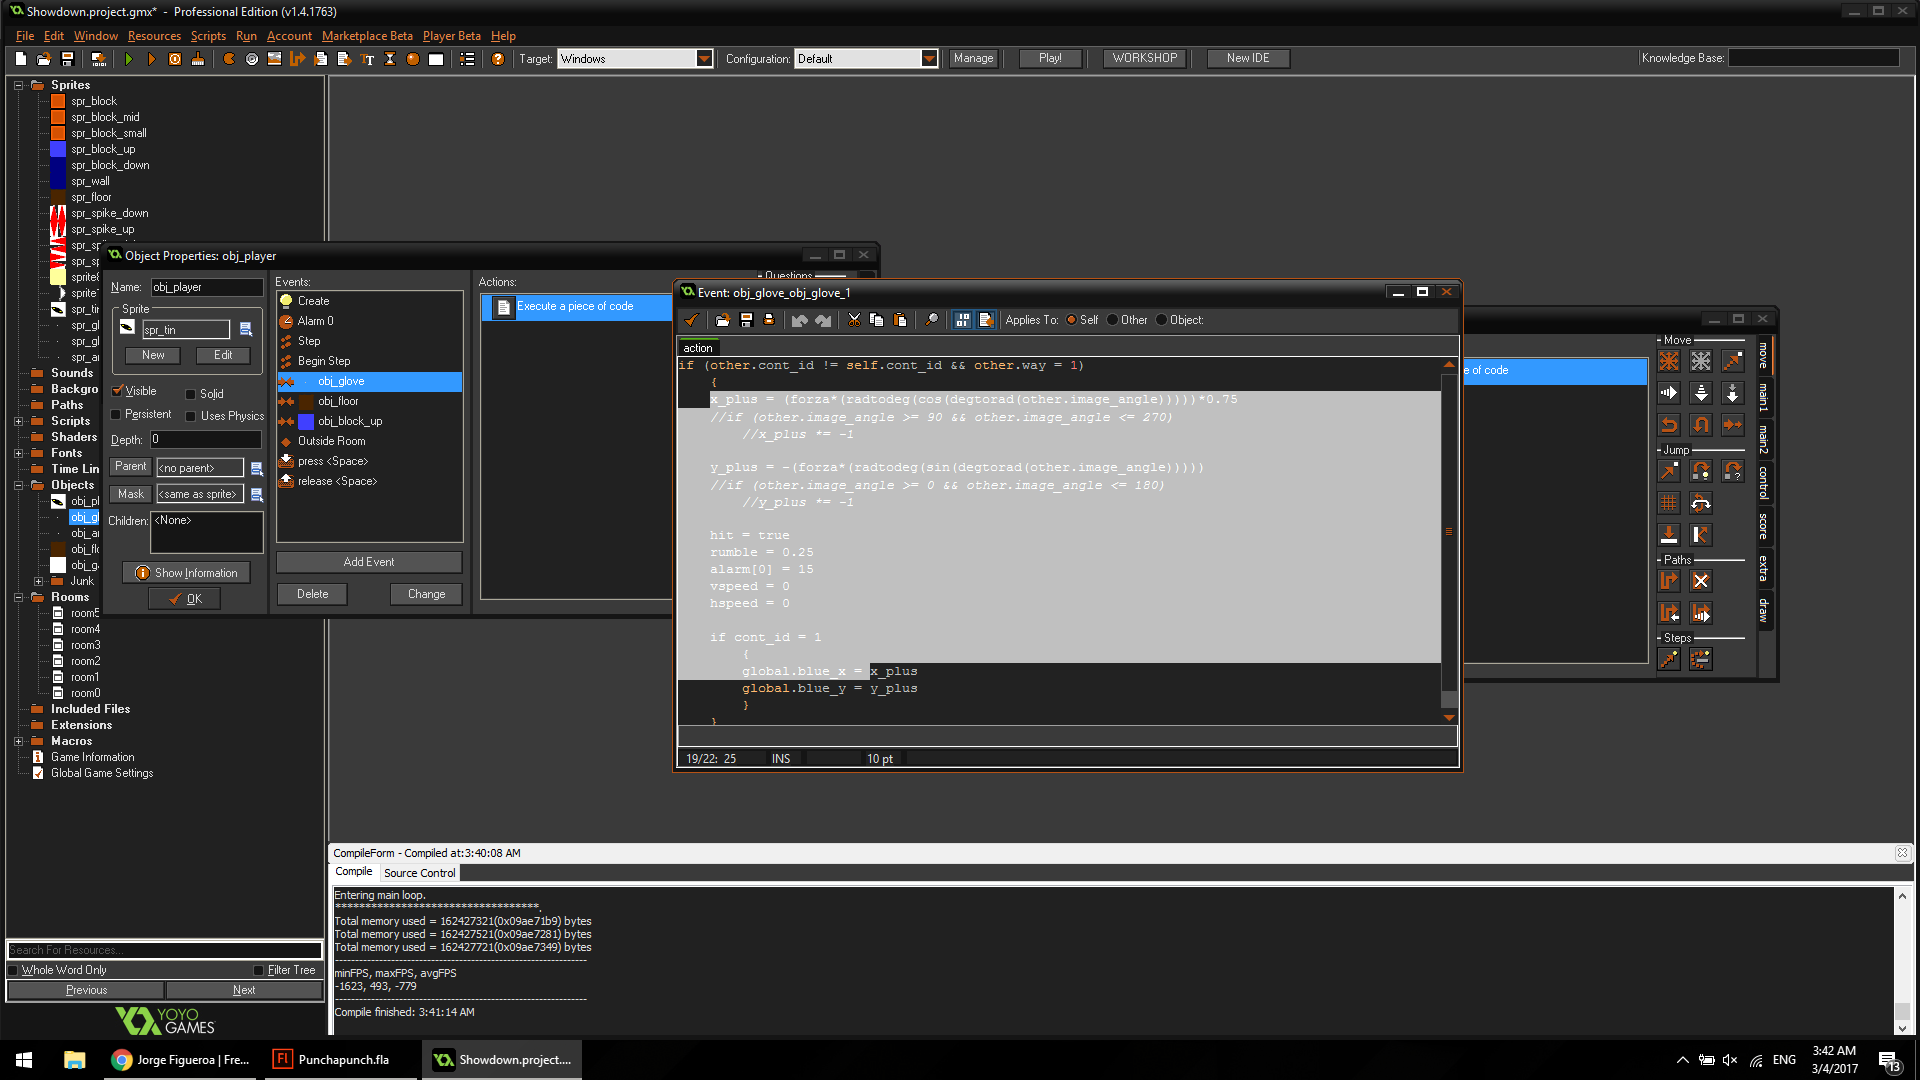 Showdown.project.gmx* - Professional Edition (v1.4.1763)
File Edit Window Resources Scripts Run Account Marketplace Beta Player Beta Help
Target: Windows Configuration: Default Manage Play! WORKSHOP New IDE Knowledge Base:
Sprites
spr_block
spr_block_mid
spr_block_small
spr_block_up
spr_block_down
spr_wall
spr_floor
spr_spike_down
spr_spike_up
Sounds
Paths
Scripts
Shaders
Fonts
Time Lin
Objects
Junk
Rooms
room5
room4
room3
room2
room1
room0
Included Files
Extensions
Macros
Game Information
Global Game Settings
Search For Resources...
Whole Word Only Filter Tree
Previous Next
YOYO
GAMES
Object Properties: obj_player
Name: obj_player
Sprite
spr_tin
New Edit
Visible Solid
Persistent Uses Physics
Depth: 0
Parent <no parent>
Mask <same as sprite>
Children: <None>
Show Information
OK
Events:
Create
Alarm 0
Step
Begin Step
obj_glove
obj_floor
obj_block_up
Outside Room
press <Space>
release <Space>
Add Event
Delete Change
Actions:
Execute a piece of code
Questions
Event: obj_glove_obj_glove_1
Applies To: Self Other Object:
action
if (other.cont_id != self.cont_id && other.way = 1)
{
x_plus = (forza*(radtodeg(cos(degtorad(other.image_angle)))))*0.75
//if (other.image_angle >= 90 && other.image_angle <= 270)
//x_plus *= -1
y_plus = -(forza*(radtodeg(sin(degtorad(other.image_angle)))))
//if (other.image_angle >= 0 && other.image_angle <= 180)
//y_plus *= -1
hit = true
rumble = 0.25
alarm[0] = 15
vspeed = 0
hspeed = 0
if cont_id = 1
{
global.blue_x = x_plus
global.blue_y = y_plus
}
}
19/22: 25 INS 10 pt
e of code
Move
Jump
Paths
Steps
move
main1
main2
control
score
extra
draw
CompileForm - Compiled at:3:40:08 AM
Compile Source Control
Entering main loop.
***********************************.
Total memory used = 162427321(0x09ae71b9) bytes
Total memory used = 162427521(0x09ae7281) bytes
Total memory used = 162427721(0x09ae7349) bytes
minFPS, maxFPS, avgFPS
-1623, 493, -779
Compile finished: 3:41:14 AM
Jorge Figueroa | Fre... Punchapunch.fla Showdown.project.... ENG 3:42 AM
3/4/2017
13